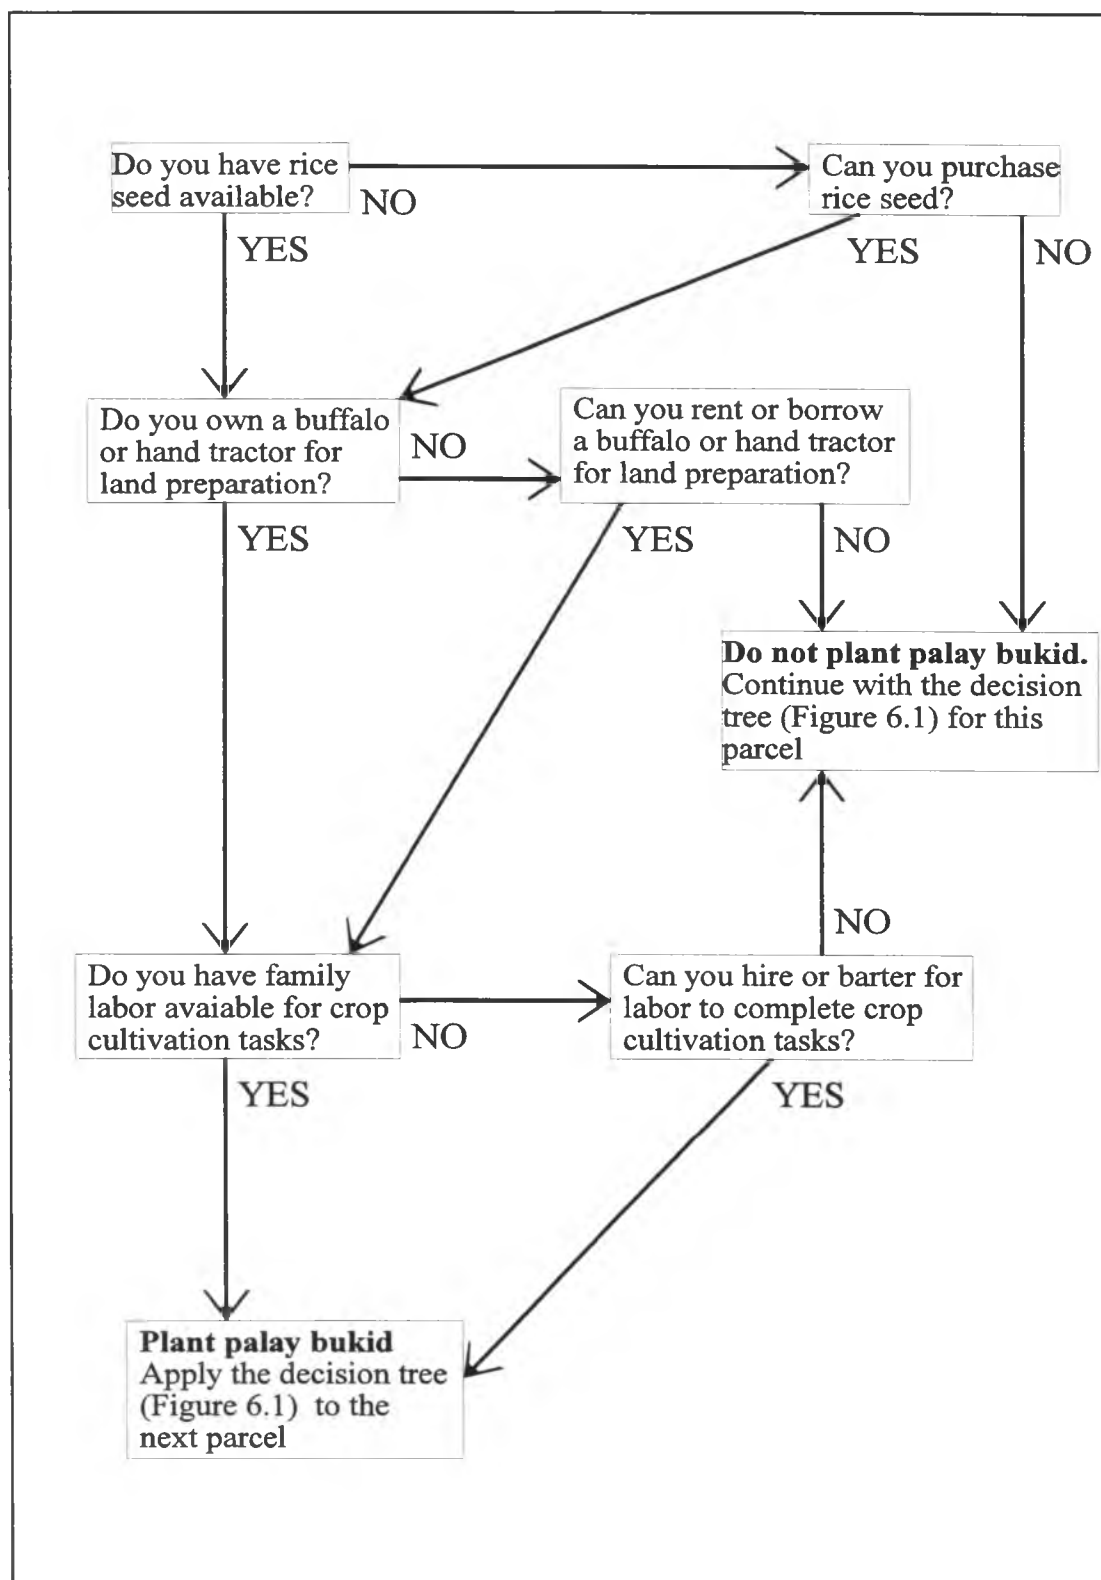 Do you have rice
seed available?
NO
YES
Can you purchase
rice seed?
YES
NO
Do you own a buffalo
or hand tractor for
land preparation?
NO
YES
Can you rent or borrow
a buffalo or hand tractor
for land preparation?
YES
NO
Do not plant palay bukid.
Continue with the decision
tree (Figure 6.1) for this
parcel
Do you have family
labor avaiable for crop
cultivation tasks?
NO
YES
Can you hire or barter for
labor to complete crop
cultivation tasks?
NO
YES
Plant palay bukid
Apply the decision tree
(Figure 6.1) to the
next parcel